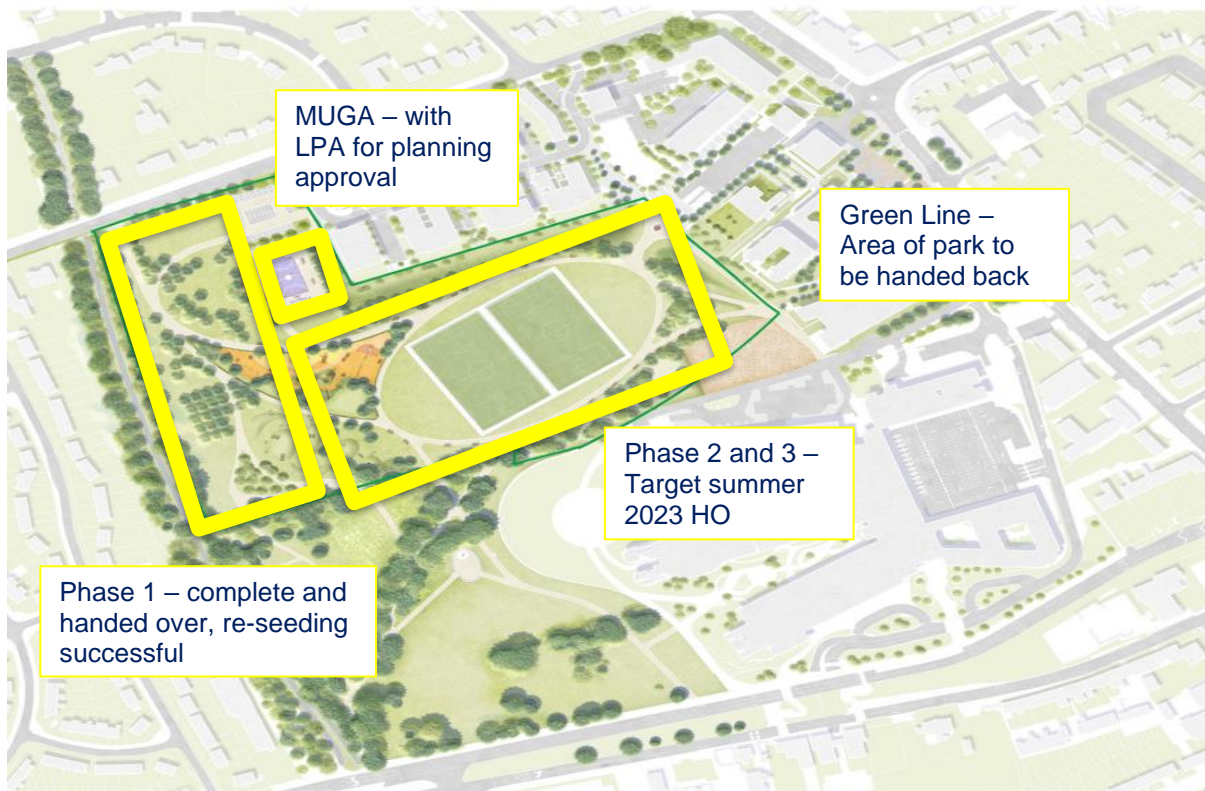 MUGA – with
LPA for planning
approval
Green Line –
Area of park to
be handed back
Phase 2 and 3 –
Target summer
2023 HO
Phase 1 – complete and
handed over, re-seeding
successful